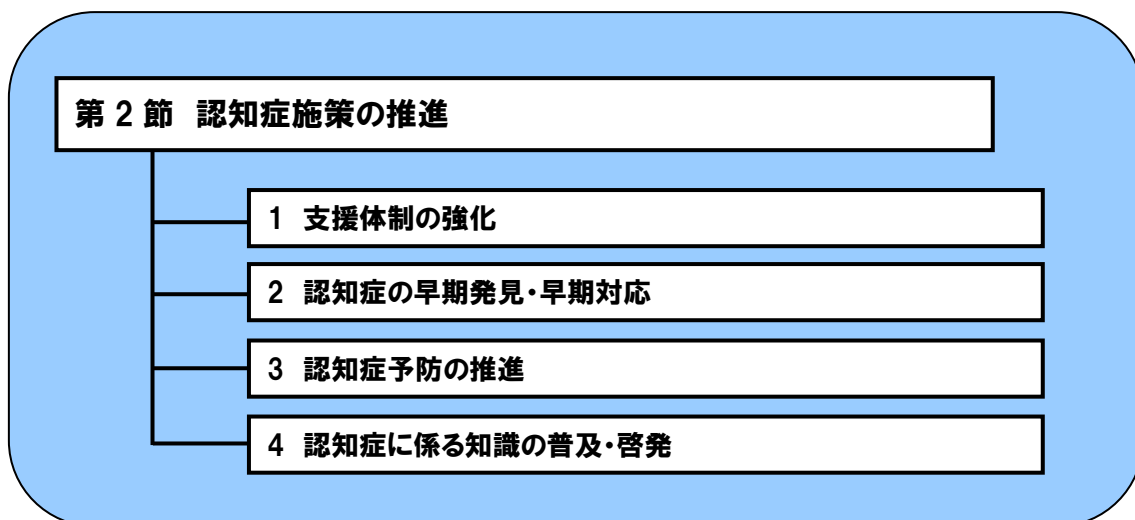 第 2 節 認知症施策の推進
1 支援体制の強化
2 認知症の早期発見・早期対応
3 認知症予防の推進
4 認知症に係る知識の普及・啓発